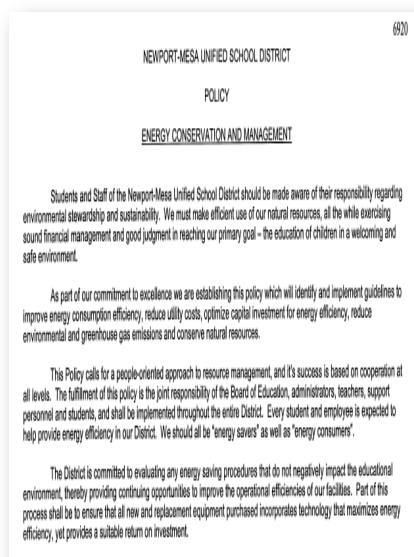 6920
NEWPORT-MESA UNIFIED SCHOOL DISTRICT
POLICY
ENERGY CONSERVATION AND MANAGEMENT
Students and Staff of the Newport-Mesa Unified School District should be made aware of their responsibility regarding
environmental stewardship and sustainability. We must make efficient use of our natural resources, all the while exercising
sound financial management and good judgment in reaching our primary goal – the education of children in a welcoming and
safe environment.
As part of our commitment to excellence we are establishing this policy which will identify and implement guidelines to
improve energy consumption efficiency, reduce utility costs, optimize capital investment for energy efficiency, reduce
environmental and greenhouse gas emissions and conserve natural resources.
This Policy calls for a people-oriented approach to resource management, and it's success is based on cooperation at
all levels. The fulfillment of this policy is the joint responsibility of the Board of Education, administrators, teachers, support
personnel and students, and shall be implemented throughout the entire District. Every student and employee is expected to
help provide energy efficiency in our District. We should all be "energy savers" as well as "energy consumers".
The District is committed to evaluating any energy saving procedures that do not negatively impact the educational
environment, thereby providing continuing opportunities to improve the operational efficiencies of our facilities. Part of this
process shall be to ensure that all new and replacement equipment purchased incorporates technology that maximizes energy
efficiency, yet provides a suitable return on investment.